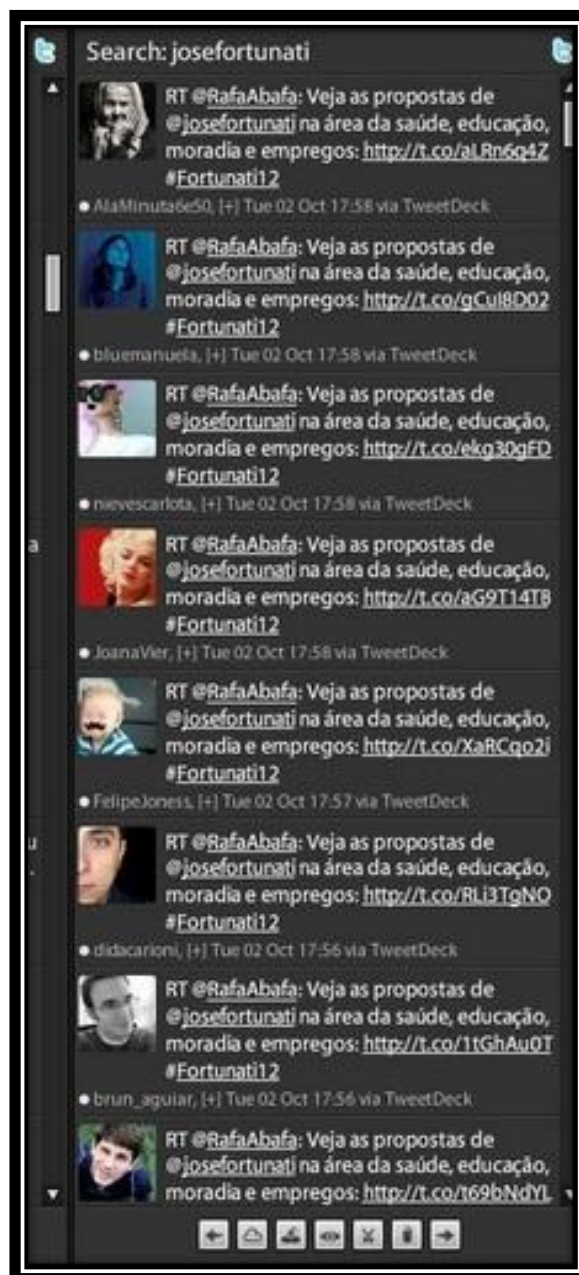 Search: josefortunati
RT @RafaAbafa: Veja as propostas de
@josefortunati na área da saúde, educação,
moradia e empregos: http://t.co/aLRn6q4Z
#Fortunati12
AlaMinuta6e50, [+] Tue 02 Oct 17:58 via TweetDeck
RT @RafaAbafa: Veja as propostas de
@josefortunati na área da saúde, educação,
moradia e empregos: http://t.co/gCuI8D02
#Fortunati12
bluemanuela, [+] Tue 02 Oct 17:58 via TweetDeck
RT @RafaAbafa: Veja as propostas de
@josefortunati na área da saúde, educação,
moradia e empregos: http://t.co/ekg30gFD
#Fortunati12
nievescarlota, [+] Tue 02 Oct 17:58 via TweetDeck
a
RT @RafaAbafa: Veja as propostas de
@josefortunati na área da saúde, educação,
moradia e empregos: http://t.co/aG9T14T8
#Fortunati12
JoanaVier, [+] Tue 02 Oct 17:58 via TweetDeck
RT @RafaAbafa: Veja as propostas de
@josefortunati na área da saúde, educação,
moradia e empregos: http://t.co/XaRCqo2i
#Fortunati12
FelipeJoness, [+] Tue 02 Oct 17:57 via TweetDeck
u
.
RT @RafaAbafa: Veja as propostas de
@josefortunati na área da saúde, educação,
moradia e empregos: http://t.co/RLi3TgNO
#Fortunati12
didacarioni, [+] Tue 02 Oct 17:56 via TweetDeck
RT @RafaAbafa: Veja as propostas de
@josefortunati na área da saúde, educação,
moradia e empregos: http://t.co/1tGhAu0T
#Fortunati12
brun_aguiar, [+] Tue 02 Oct 17:56 via TweetDeck
RT @RafaAbafa: Veja as propostas de
@josefortunati na área da saúde, educação,
moradia e empregos: http://t.co/t69bNdYL